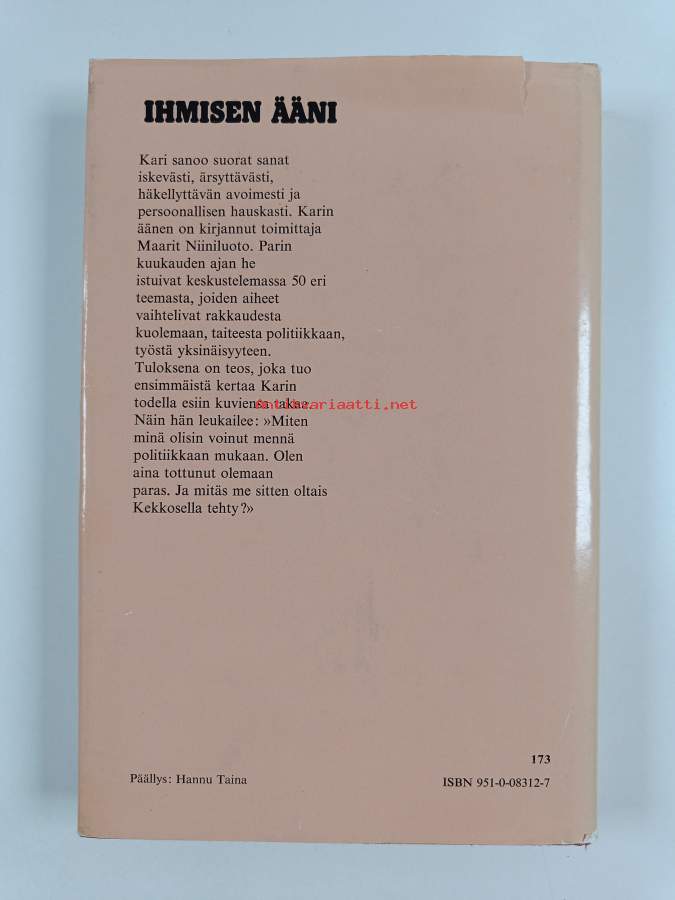 IHMISEN ÄÄNI
Kari sanoo suorat sanat
iskevästi, ärsyttävästi,
häkellyttävän avoimesti ja
persoonallisen hauskasti. Karin
äänen on kirjannut toimittaja
Maarit Niiniluoto. Parin
kuukauden ajan he
istuivat keskustelemassa 50 eri
teemasta, joiden aiheet
vaihtelivat rakkaudesta
kuolemaan, taiteesta politiikkaan,
työstä yksinäisyyteen.
Tuloksena on teos, joka tuo
ensimmäistä kertaa Karin
todella esiin kuviensa takaa.
antikvariaatti.net
Näin hän leukailee: »Miten
minä olisin voinut mennä
politiikkaan mukaan. Olen
aina tottunut olemaan
paras. Ja mitäs me sitten oltais
Kekkosella tehty?»
173
Päällys: Hannu Taina
ISBN 951-0-08312-7